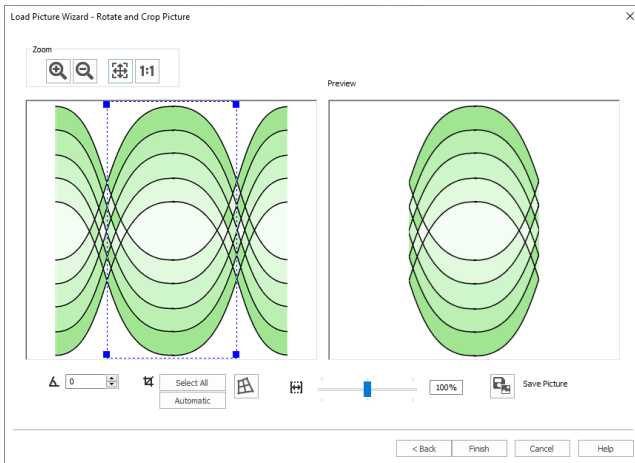 Load Picture Wizard - Rotate and Crop Picture
Zoom
1:1
Preview
0
Select All
Automatic
100%
Save Picture
< Back
Finish
Cancel
Help